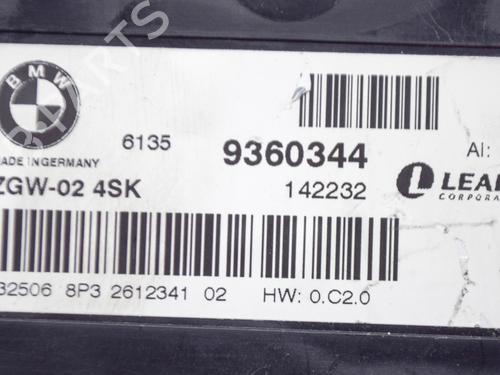 BMW
6135 9360344 AI:
MADE IN GERMANY
ZGW-02 4SK 142232 LEAR
CORPORA
32506 8P3 2612341 02 HW: 0.C2.0